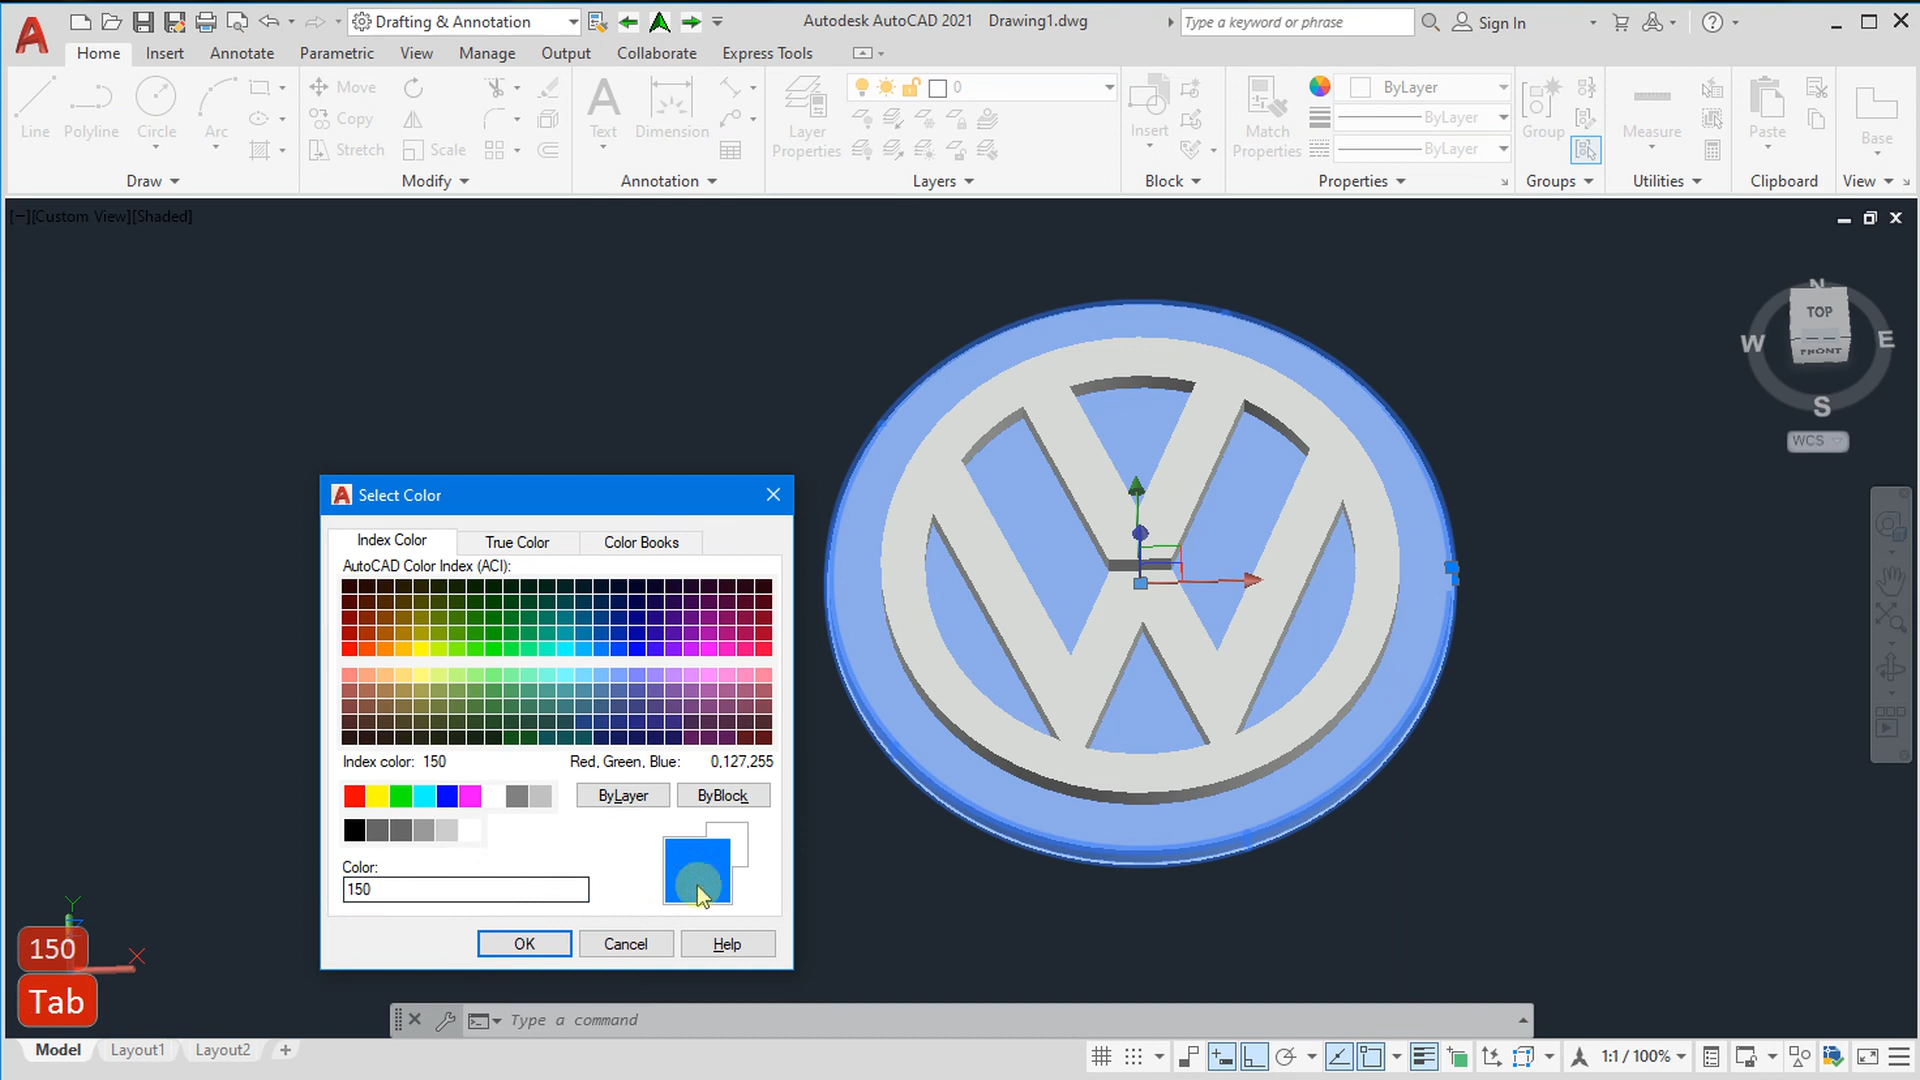 Drafting & Annotation
Autodesk AutoCAD 2021 Drawing1.dwg
Type a keyword or phrase
Sign In
Home Insert Annotate Parametric View Manage Output Collaborate Express Tools
Line Polyline Circle Arc
Move
Copy
Stretch Scale
Text Dimension
Layer
Properties
0
Insert
Match
Properties
ByLayer
ByLayer
ByLayer
Group
Measure
Paste
Base
Draw Modify Annotation Layers Block Properties Groups Utilities Clipboard View
[−][Custom View][Shaded]
N
TOP
FRONT
W E
S
WCS
Select Color
Index Color True Color Color Books
AutoCAD Color Index (ACI):
Index color: 150 Red, Green, Blue: 0,127,255
ByLayer ByBlock
Color:
150
OK Cancel Help
Y
Z
X
150
Tab
Type a command
Model Layout1 Layout2 +
1:1 / 100%